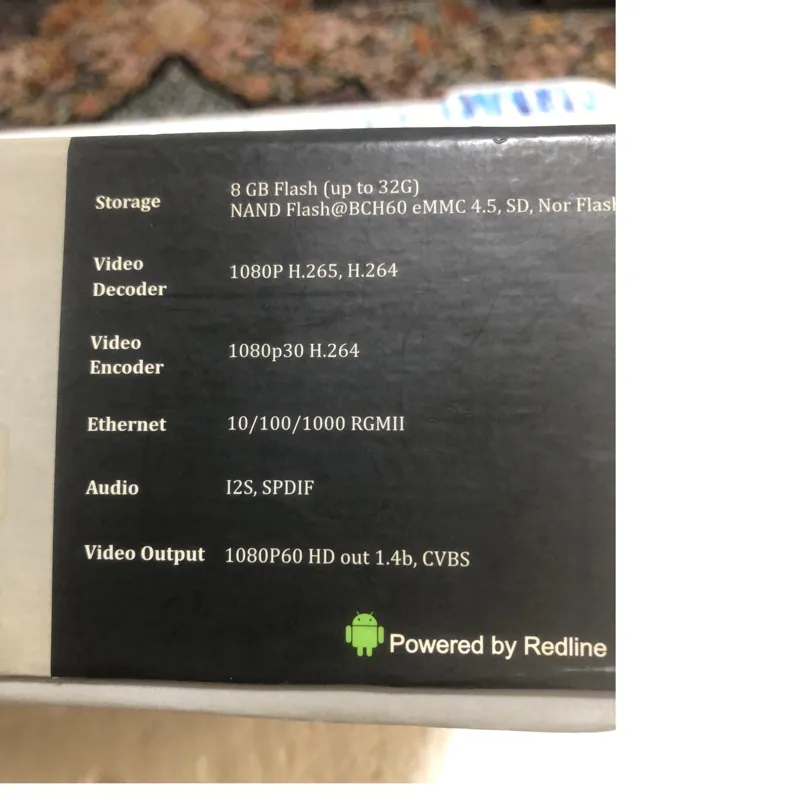 Storage
8 GB Flash (up to 32G)
NAND Flash@BCH60 eMMC 4.5, SD, Nor Flash
Video
Decoder
1080P H.265, H.264
Video
Encoder
1080p30 H.264
Ethernet
10/100/1000 RGMII
Audio
I2S, SPDIF
Video Output
1080P60 HD out 1.4b, CVBS
Powered by Redline